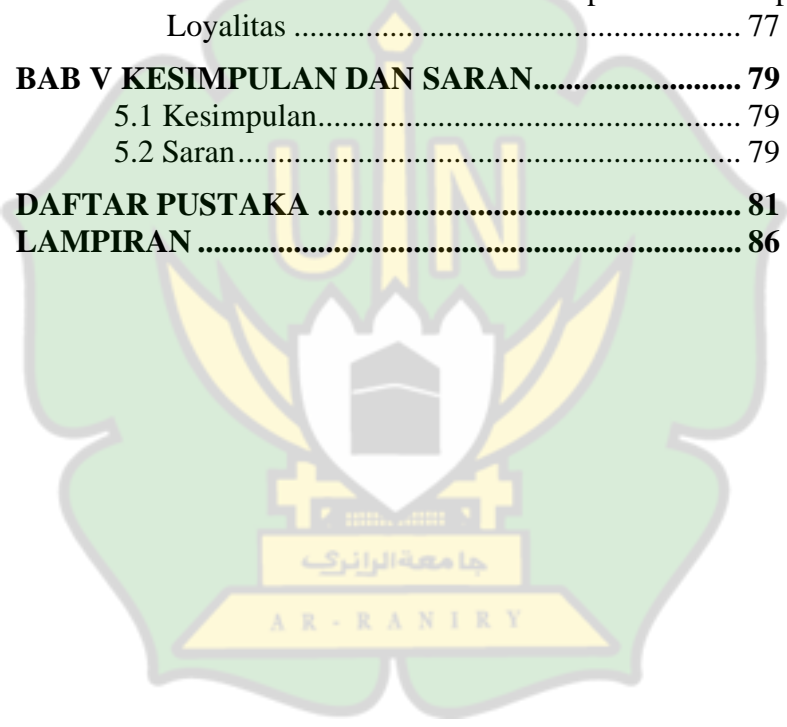 Loyalitas ................................................... 77
BAB V KESIMPULAN DAN SARAN......................... 79
5.1 Kesimpulan................................................ 79
5.2 Saran......................................................... 79
DAFTAR PUSTAKA ................................................ 81
LAMPIRAN .............................................................. 86
UIN
جامعة الرانري
AR-RANIRY